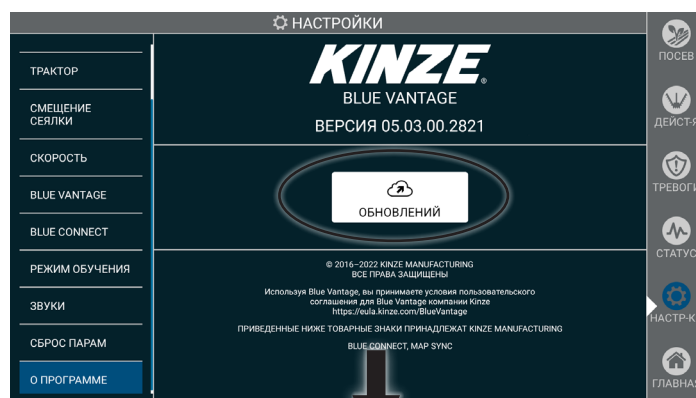 НАСТРОЙКИ
ТРАКТОР
СМЕЩЕНИЕ
СЕЯЛКИ
СКОРОСТЬ
BLUE VANTAGE
BLUE CONNECT
РЕЖИМ ОБУЧЕНИЯ
ЗВУКИ
СБРОС ПАРАМ
О ПРОГРАММЕ
KINZE®
BLUE VANTAGE
ВЕРСИЯ 05.03.00.2821
ОБНОВЛЕНИЙ
© 2016–2022 KINZE MANUFACTURING
ВСЕ ПРАВА ЗАЩИЩЕНЫ
Используя Blue Vantage, вы принимаете условия пользовательского
соглашения для Blue Vantage компании Kinze
https://eula.kinze.com/BlueVantage
ПРИВЕДЕННЫЕ НИЖЕ ТОВАРНЫЕ ЗНАКИ ПРИНАДЛЕЖАТ KINZE MANUFACTURING
BLUE CONNECT, MAP SYNC
ПОСЕВ
ДЕЙСТ-Я
ТРЕВОГИ
СТАТУС
НАСТР-К
ГЛАВНАЯ